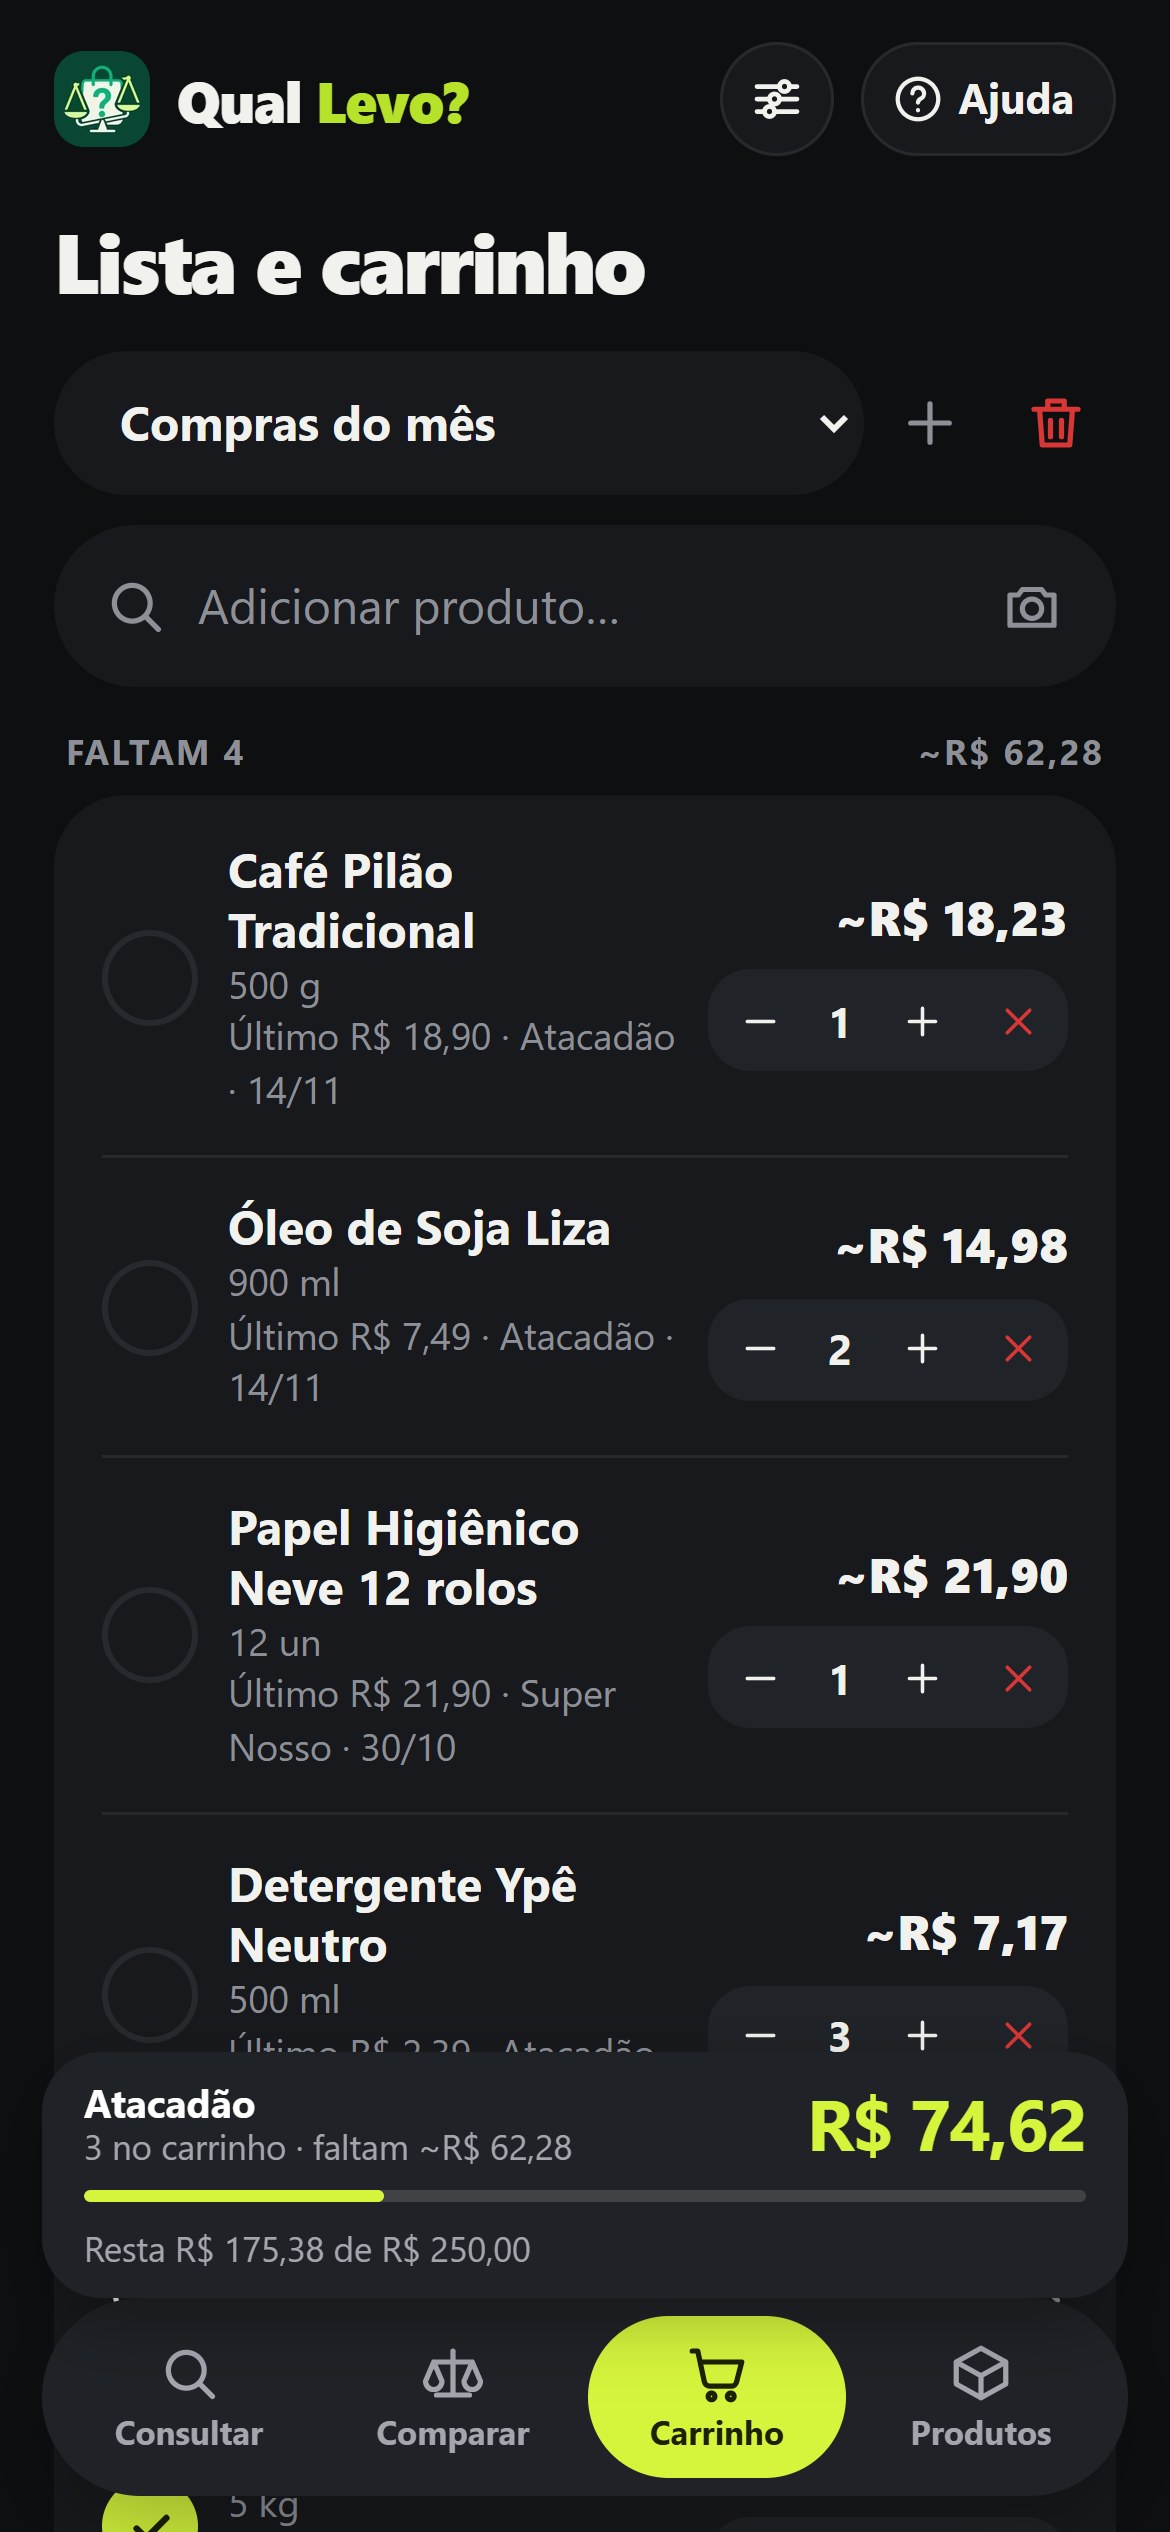 Qual Levo?
Ajuda
Lista e carrinho
Compras do mês
Adicionar produto...
FALTAM 4
~R$ 62,28
Café Pilão
Tradicional
500 g
Último R$ 18,90 · Atacadão
· 14/11
~R$ 18,23
1
Óleo de Soja Liza
900 ml
Último R$ 7,49 · Atacadão ·
14/11
~R$ 14,98
2
Papel Higiênico
Neve 12 rolos
12 un
Último R$ 21,90 · Super
Nosso · 30/10
~R$ 21,90
1
Detergente Ypê
Neutro
500 ml
Último R$ 2,39 · Atacadão
~R$ 7,17
3
Atacadão
3 no carrinho · faltam ~R$ 62,28
R$ 74,62
Resta R$ 175,38 de R$ 250,00
Consultar
Comparar
Carrinho
Produtos
5 kg